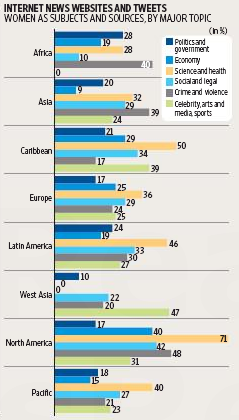 INTERNET NEWS WEBSITES AND TWEETS
WOMEN AS SUBJECTS AND SOURCES, BY MAJOR TOPIC
(in %)
Politics and
government
Economy
Science and health
Social and legal
Crime and violence
Celebrity, arts and
media, sports
Africa
28
19
28
10
40
0
Asia
20
9
32
29
39
24
Caribbean
21
29
50
34
17
39
Europe
17
25
36
29
24
25
Latin America
24
19
46
33
30
27
West Asia
10
0
0
22
20
47
North America
17
40
71
42
48
31
Pacific
18
15
40
27
21
23